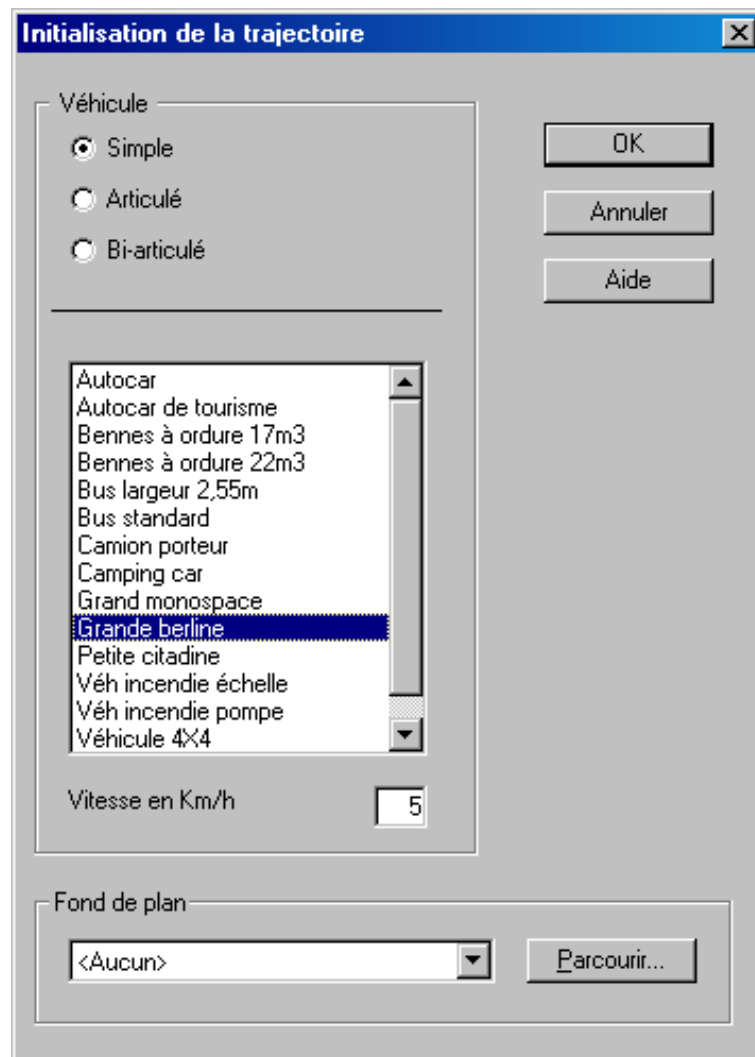 Initialisation de la trajectoire
Véhicule
Simple
Articulé
Bi-articulé
OK
Annuler
Aide
Autocar
Autocar de tourisme
Bennes à ordure 17m3
Bennes à ordure 22m3
Bus largeur 2,55m
Bus standard
Camion porteur
Camping car
Grand monospace
Grande berline
Petite citadine
Véh incendie échelle
Véh incendie pompe
Véhicule 4X4
Vitesse en Km/h 5
Fond de plan
<Aucun>
Parcourir...